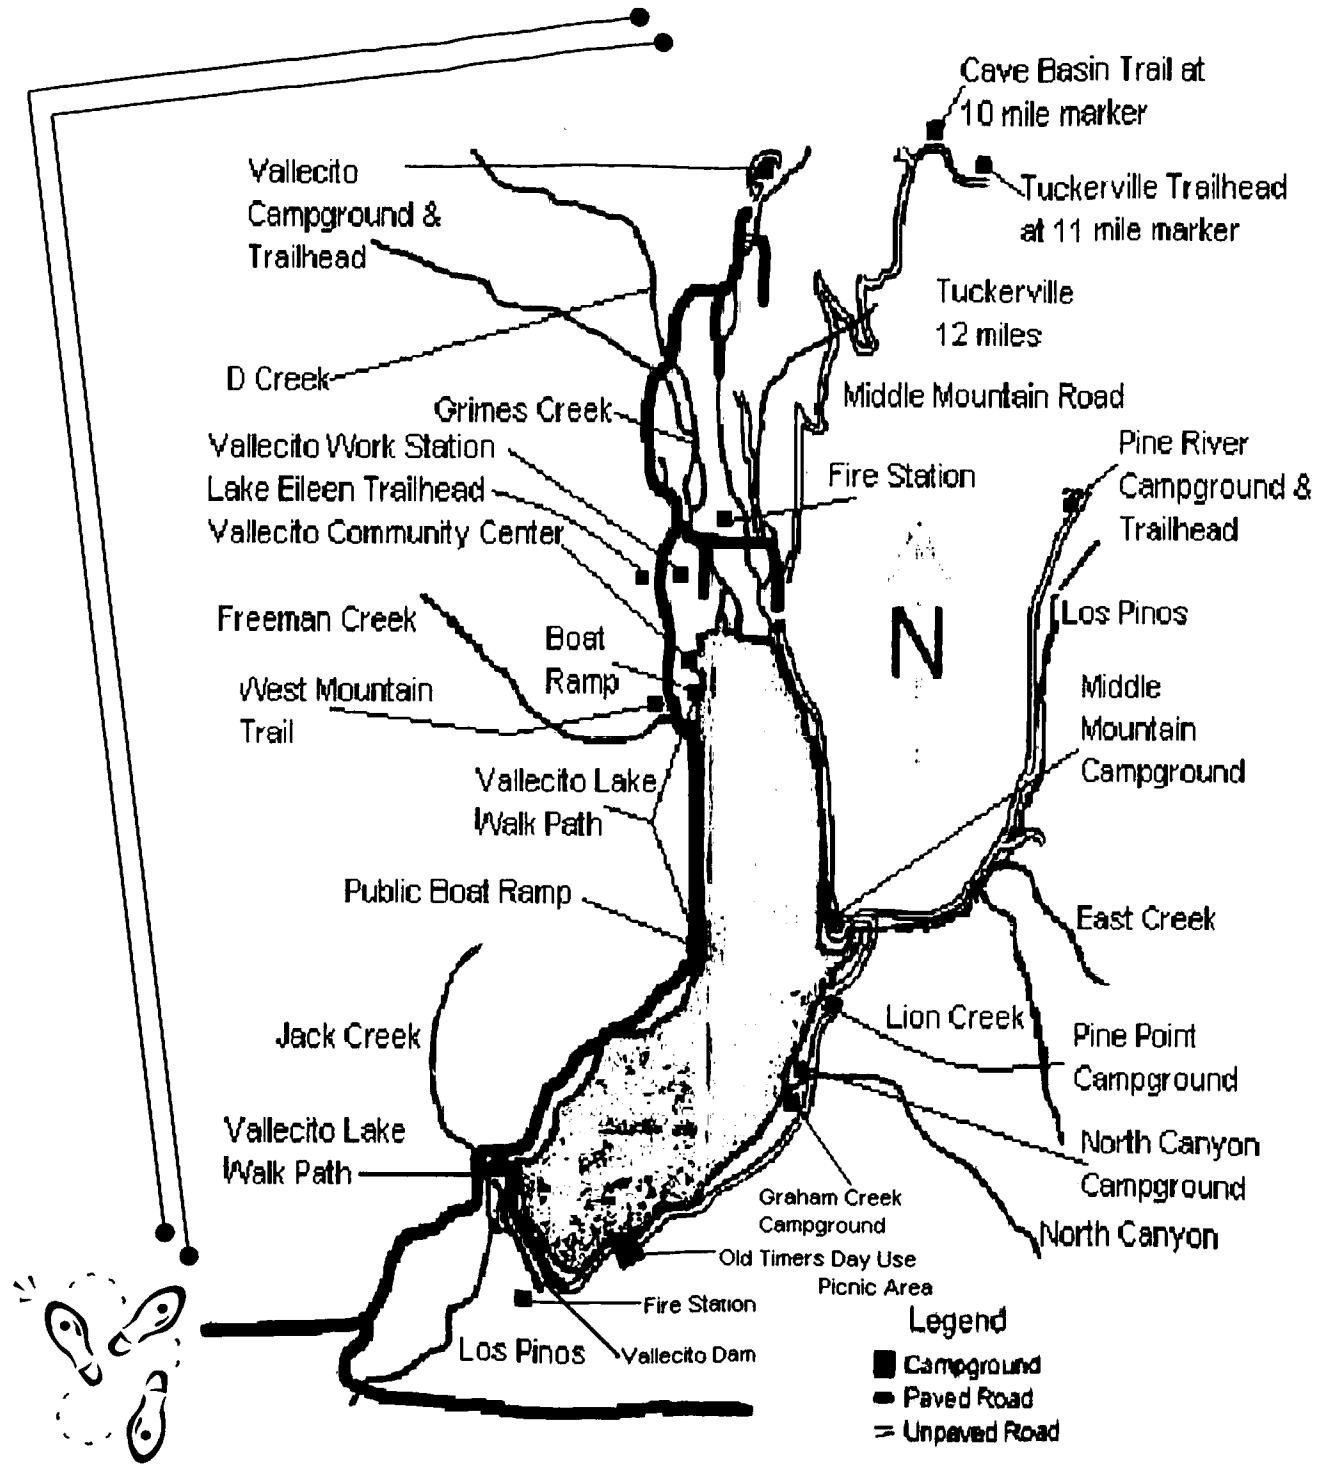 Cave Basin Trail at
10 mile marker
Vallecito
Campground &
Trailhead
Tuckerville Trailhead
at 11 mile marker
Tuckerville
12 miles
D Creek
Grimes Creek
Middle Mountain Road
Vallecito Work Station
Lake Eileen Trailhead
Vallecito Community Center
Fire Station
Pine River
Campground &
Trailhead
Freeman Creek
Boat
Ramp
N
Los Pinos
West Mountain
Trail
Middle
Mountain
Campground
Vallecito Lake
Walk Path
Public Boat Ramp
East Creek
Jack Creek
Lion Creek
Pine Point
Campground
Vallecito Lake
Walk Path
North Canyon
Campground
Graham Creek
Campground
North Canyon
Old Timers Day Use
Picnic Area
Fire Station
Los Pinos
Vallecito Dam
Legend
Campground
Paved Road
Unpaved Road